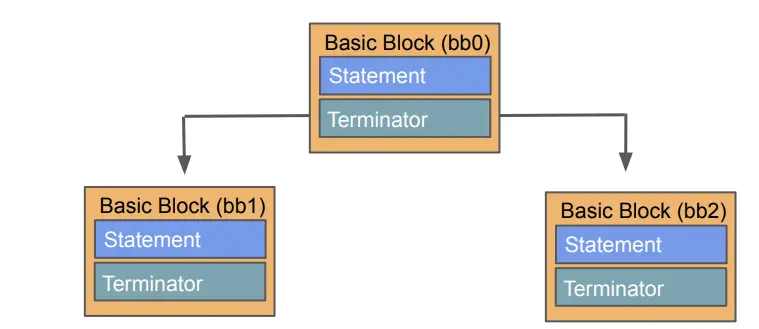 Basic Block (bb0)
Statement
Terminator
Basic Block (bb1)
Statement
Terminator
Basic Block (bb2)
Statement
Terminator